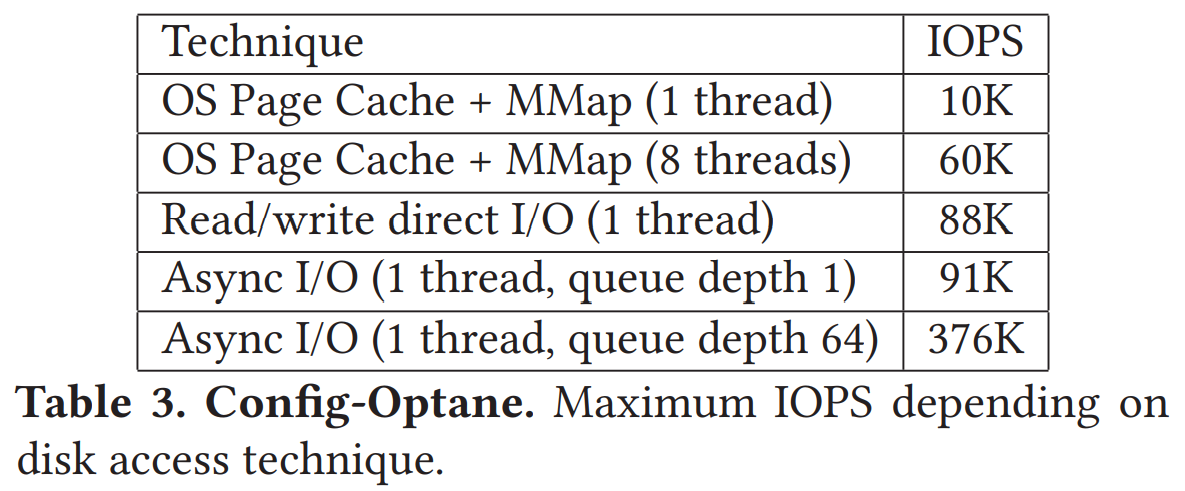 Technique IOPS
OS Page Cache + MMap (1 thread) 10K
OS Page Cache + MMap (8 threads) 60K
Read/write direct I/O (1 thread) 88K
Async I/O (1 thread, queue depth 1) 91K
Async I/O (1 thread, queue depth 64) 376K
Table 3. Config-Optane. Maximum IOPS depending on
disk access technique.